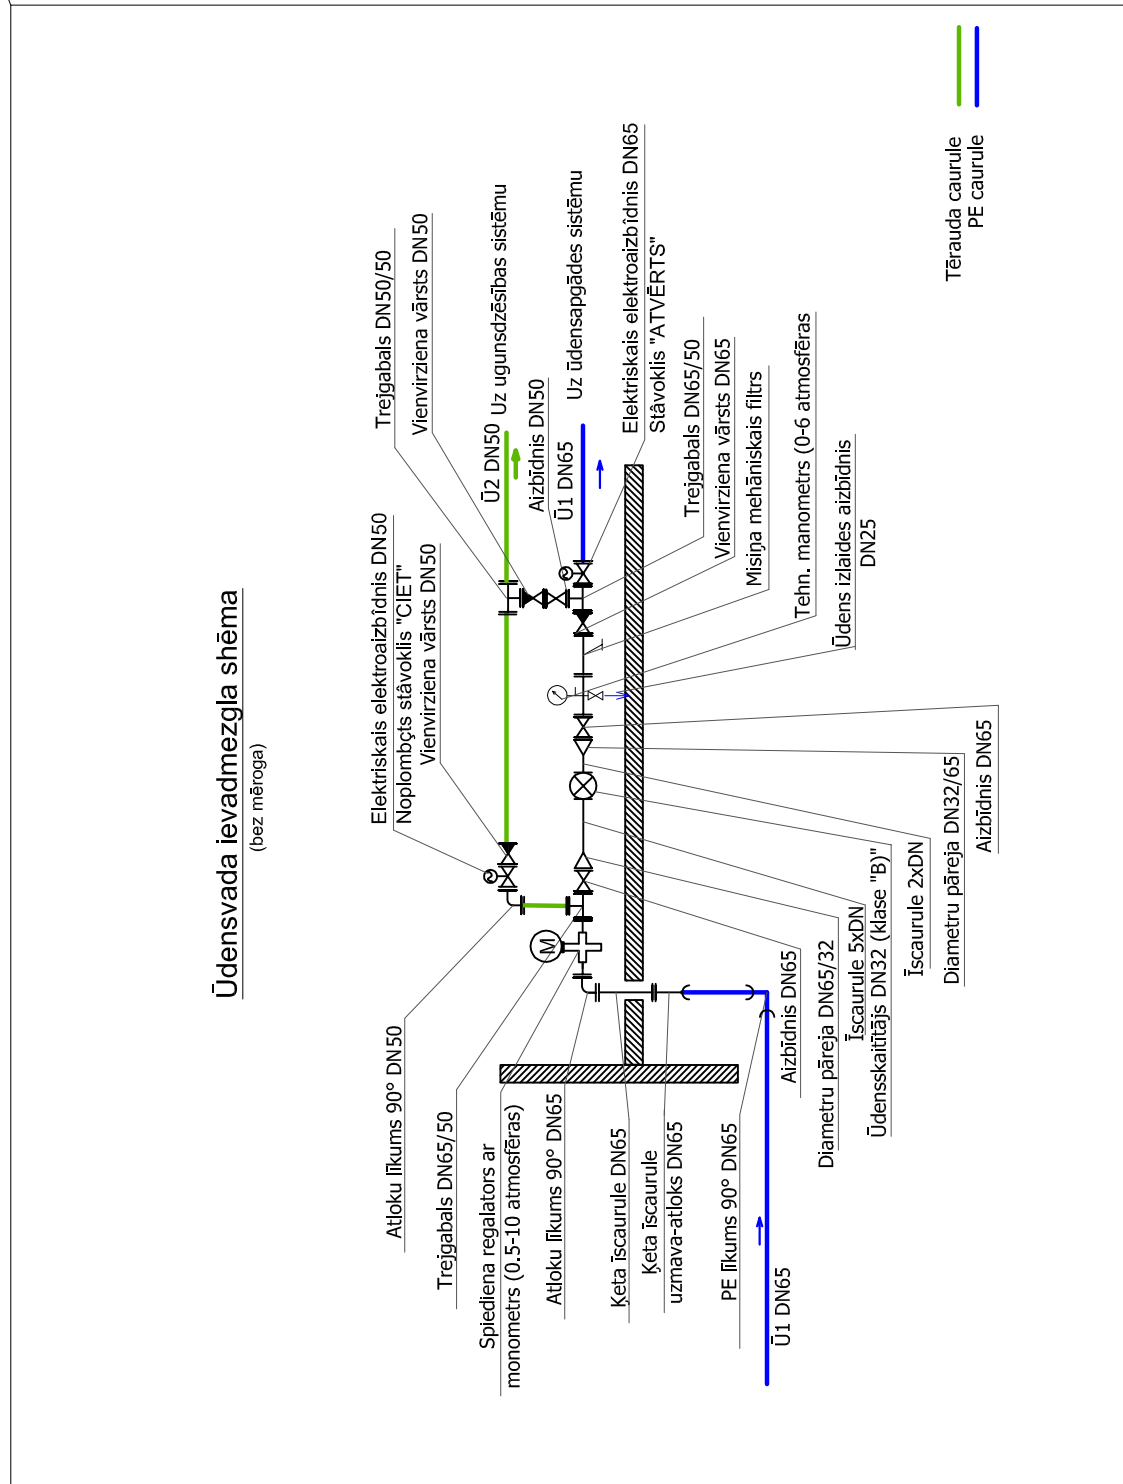 Ūdensvada ievadmezgla shēma
(bez mēroga)
Elektriskais elektroaizbîdnis DN50
Noplombçts stâvoklis "CIET"
Vienvirziena vārsts DN50
Trejgabals DN50/50
Vienvirziena vārsts DN50
Ū2 DN50
Uz ugunsdzēsības sistēmu
Aizbīdnis DN50
Ū1 DN65
Uz ūdensapgādes sistēmu
Elektriskais elektroaizbîdnis DN65
Stâvoklis "ATVĒRTS"
Trejgabals DN65/50
Vienvirziena vārsts DN65
Misiņa mehāniskais filtrs
Tehn. manometrs (0-6 atmosfēras
Ūdens izlaides aizbīdnis
DN25
Tērauda caurule
PE caurule
Atloku līkums 90° DN50
Trejgabals DN65/50
Spiediena regalators ar
monometrs (0.5-10 atmosfēras)
Atloku līkums 90° DN65
Ķeta īscaurule DN65
Ķeta īscaurule
uzmava-atloks DN65
PE līkums 90° DN65
Ū1 DN65
Aizbīdnis DN65
Diametru pāreja DN65/32
Īscaurule 5xDN
Ūdensskaitītājs DN32 (klase "B)"
Īscaurule 2xDN
Diametru pāreja DN32/65
Aizbīdnis DN65
M